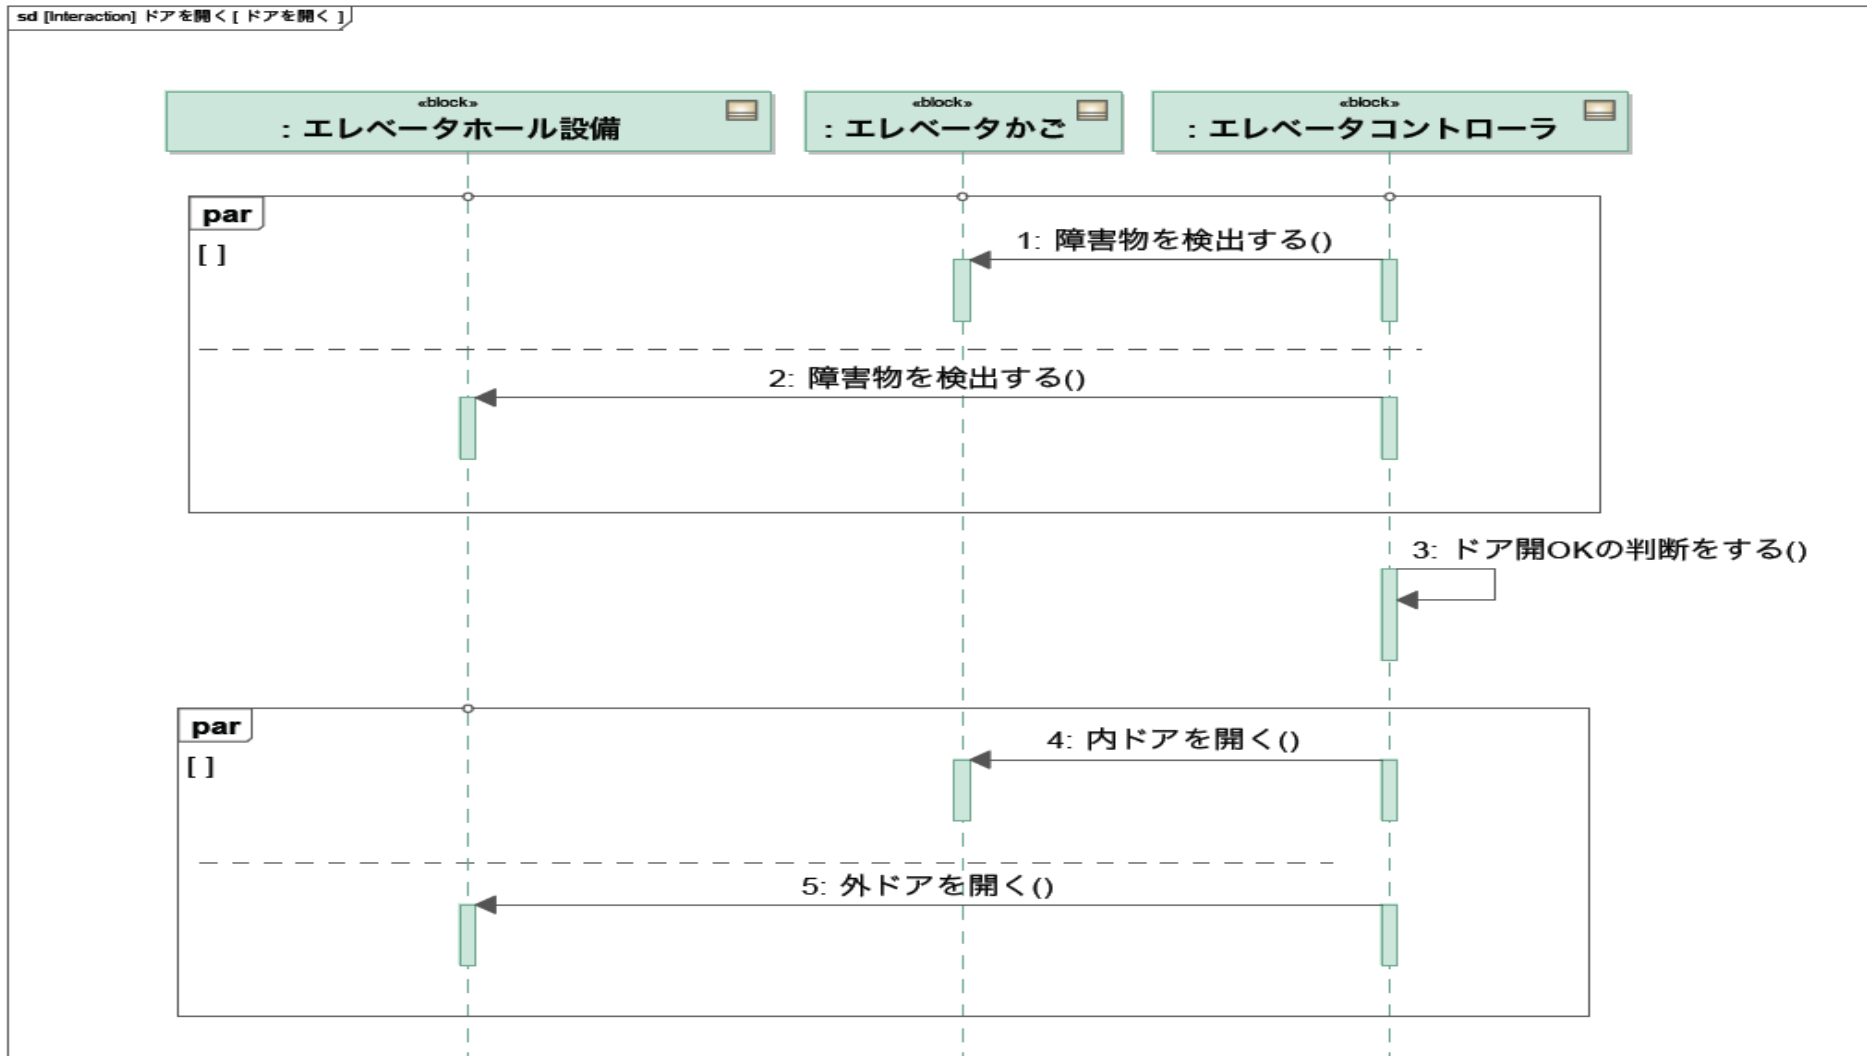 sd [Interaction] ドアを開く [ ドアを開く ]
«block»
: エレベータホール設備
«block»
: エレベータかご
«block»
: エレベータコントローラ
par
[ ]
1: 障害物を検出する()
2: 障害物を検出する()
3: ドア開OKの判断をする()
par
[ ]
4: 内ドアを開く()
5: 外ドアを開く()